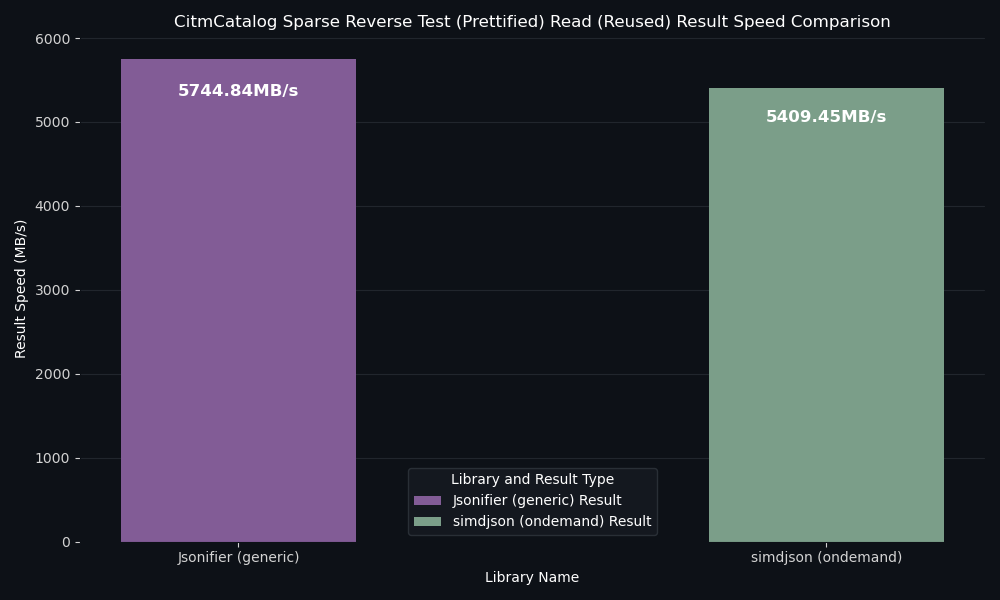 CitmCatalog Sparse Reverse Test (Prettified) Read (Reused) Result Speed Comparison
6000
5000
4000
3000
2000
1000
0
Result Speed (MB/s)
5744.84MB/s
5409.45MB/s
Library and Result Type
Jsonifier (generic) Result
simdjson (ondemand) Result
Jsonifier (generic)
simdjson (ondemand)
Library Name